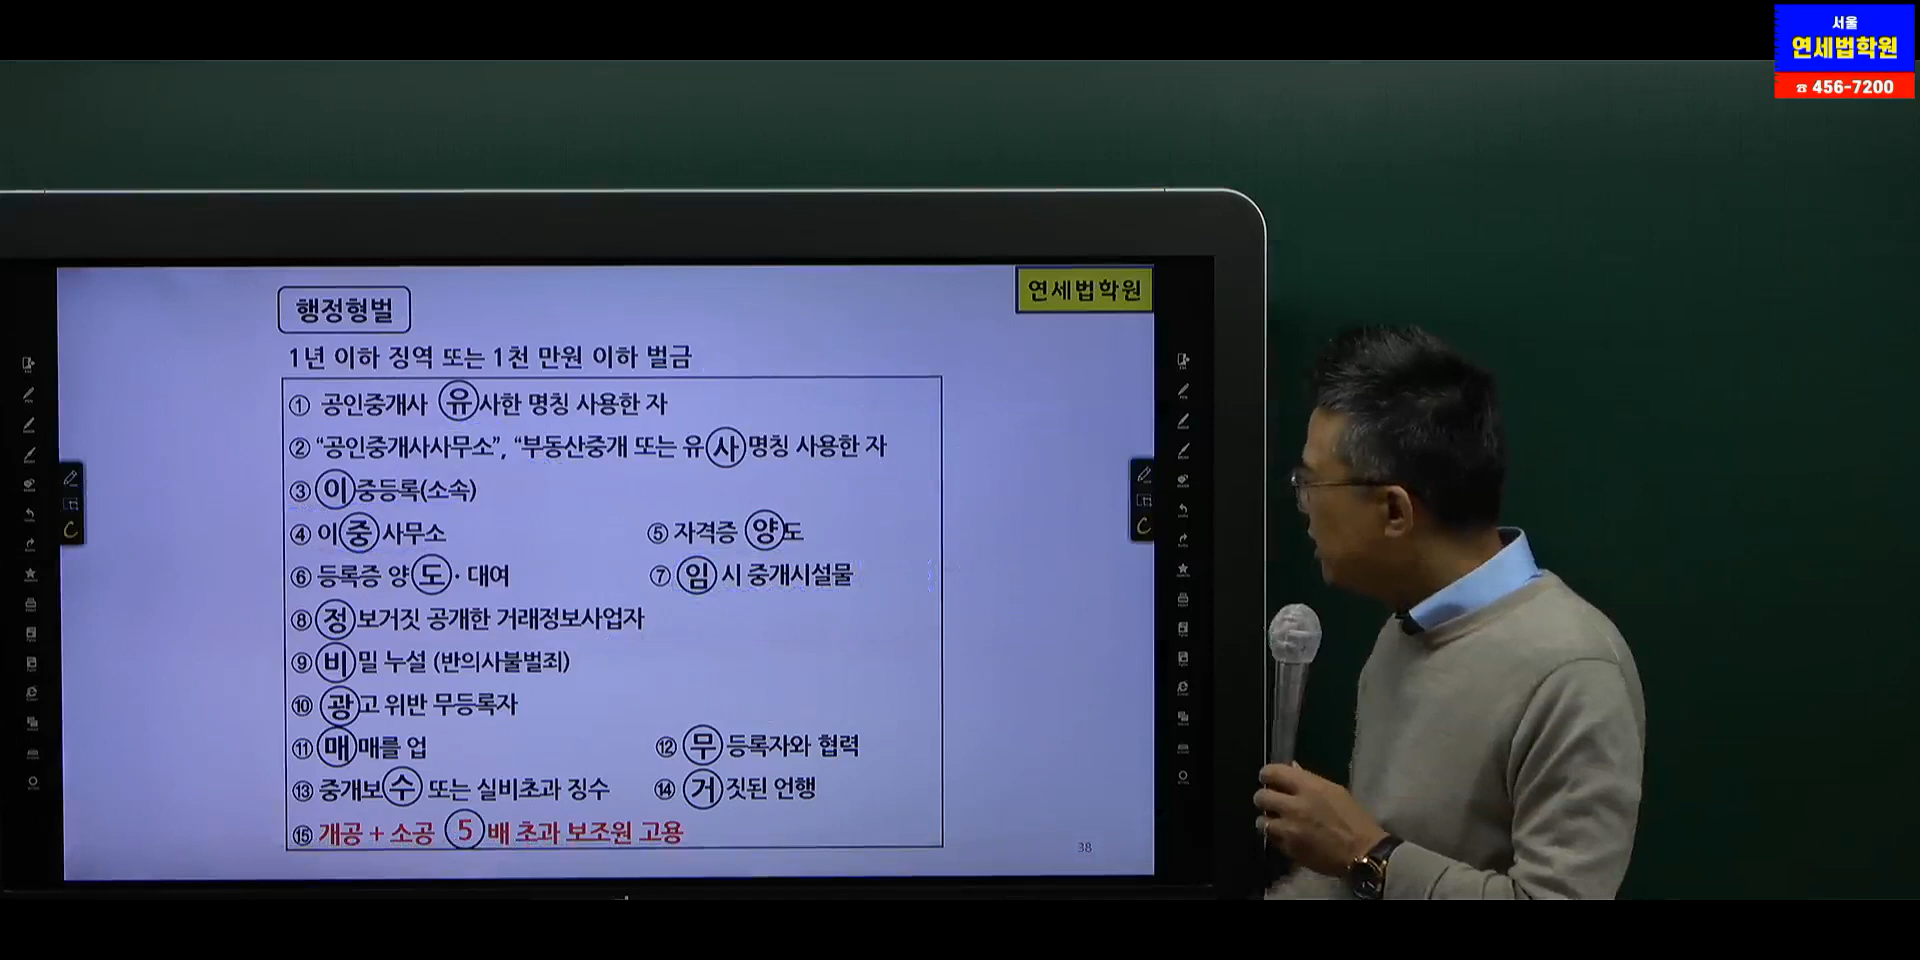 서울
연세법학원
☎ 456-7200
연세법학원
행정형벌
1년 이하 징역 또는 1천 만원 이하 벌금
① 공인중개사 유사한 명칭 사용한 자
② “공인중개사사무소”, “부동산중개 또는 유사명칭 사용한 자
③ 이중등록(소속)
④ 이중사무소 ⑤ 자격증 양도
⑥ 등록증 양도·대여 ⑦ 임시 중개시설물
⑧ 정보거짓 공개한 거래정보사업자
⑨ 비밀 누설 (반의사불벌죄)
⑩ 광고 위반 무등록자
⑪ 매매를 업 ⑫ 무등록자와 협력
⑬ 중개보수 또는 실비초과 징수 ⑭ 거짓된 언행
⑮ 개공 + 소공 5배 초과 보조원 고용
38